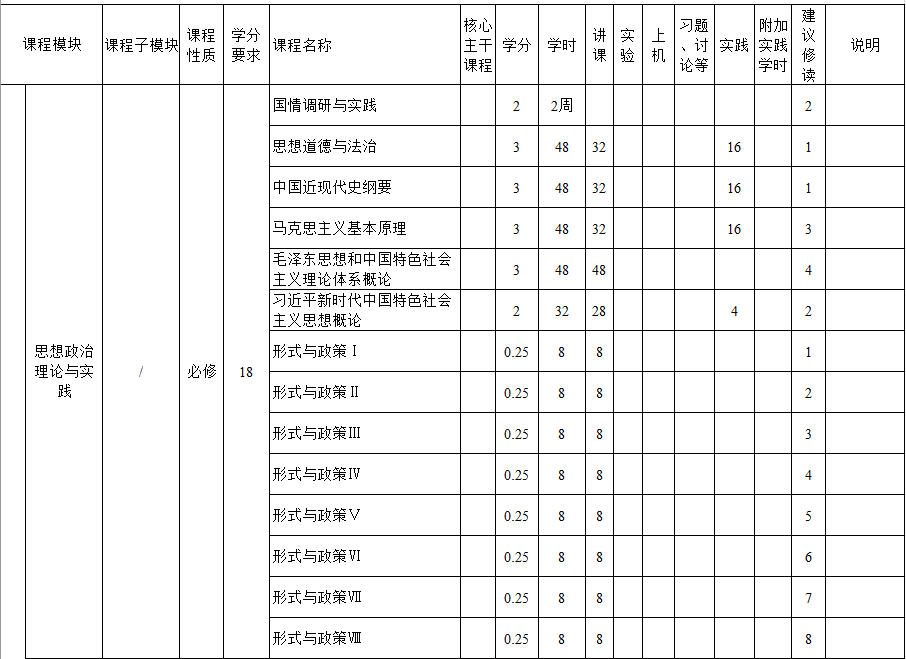 课程模块 课程子模块 课程性质 学分要求 课程名称 核心主干课程 学分 学时 讲课 实验 上机 习题、讨论等 实践 附加实践学时 建议修读 说明
思想政治理论与实践 / 必修 18
国情调研与实践 2 2周 2
思想道德与法治 3 48 32 16 1
中国近现代史纲要 3 48 32 16 1
马克思主义基本原理 3 48 32 16 3
毛泽东思想和中国特色社会
主义理论体系概论 3 48 48 4
习近平新时代中国特色社会
主义思想概论 2 32 28 4 2
形式与政策Ⅰ 0.25 8 8 1
形式与政策Ⅱ 0.25 8 8 2
形式与政策Ⅲ 0.25 8 8 3
形式与政策Ⅳ 0.25 8 8 4
形式与政策Ⅴ 0.25 8 8 5
形式与政策Ⅵ 0.25 8 8 6
形式与政策Ⅶ 0.25 8 8 7
形式与政策Ⅷ 0.25 8 8 8